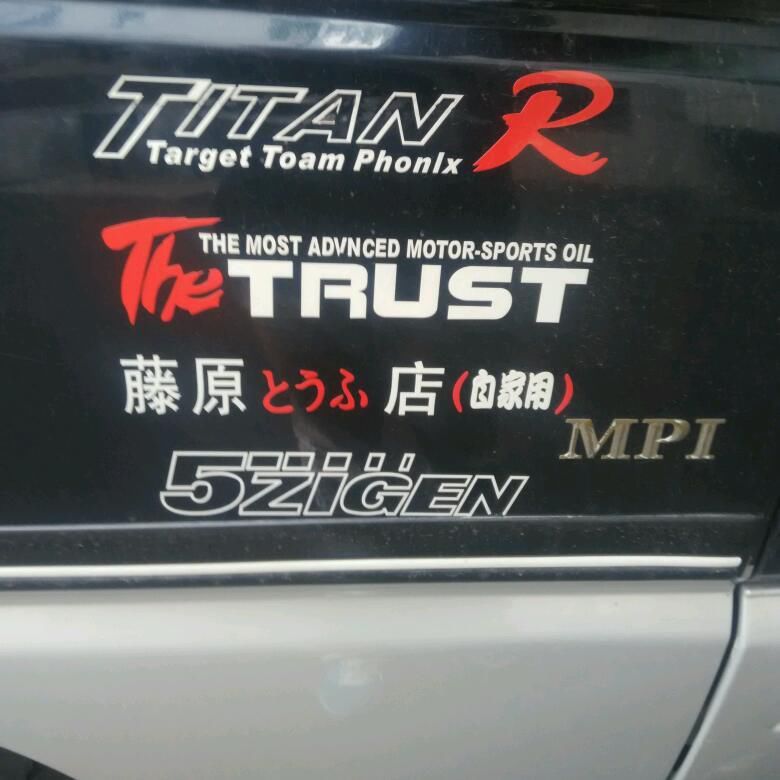 TITAN R
Target Toam PhonIx
The THE MOST ADVNCED MOTOR-SPORTS OIL
TRUST
藤原とうふ店(自家用)
MPI
5ZIGEN